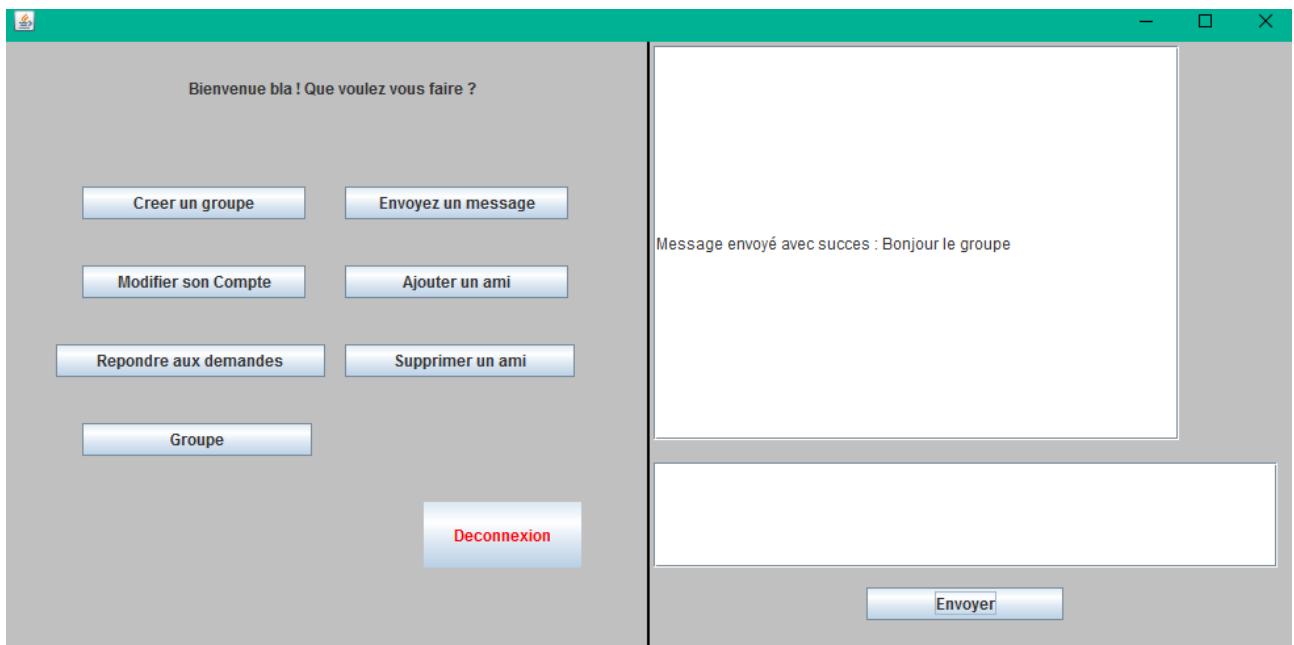 Bienvenue bla ! Que voulez vous faire ?
Creer un groupe
Envoyez un message
Modifier son Compte
Ajouter un ami
Repondre aux demandes
Supprimer un ami
Groupe
Deconnexion
Message envoyé avec succes : Bonjour le groupe
Envoyer